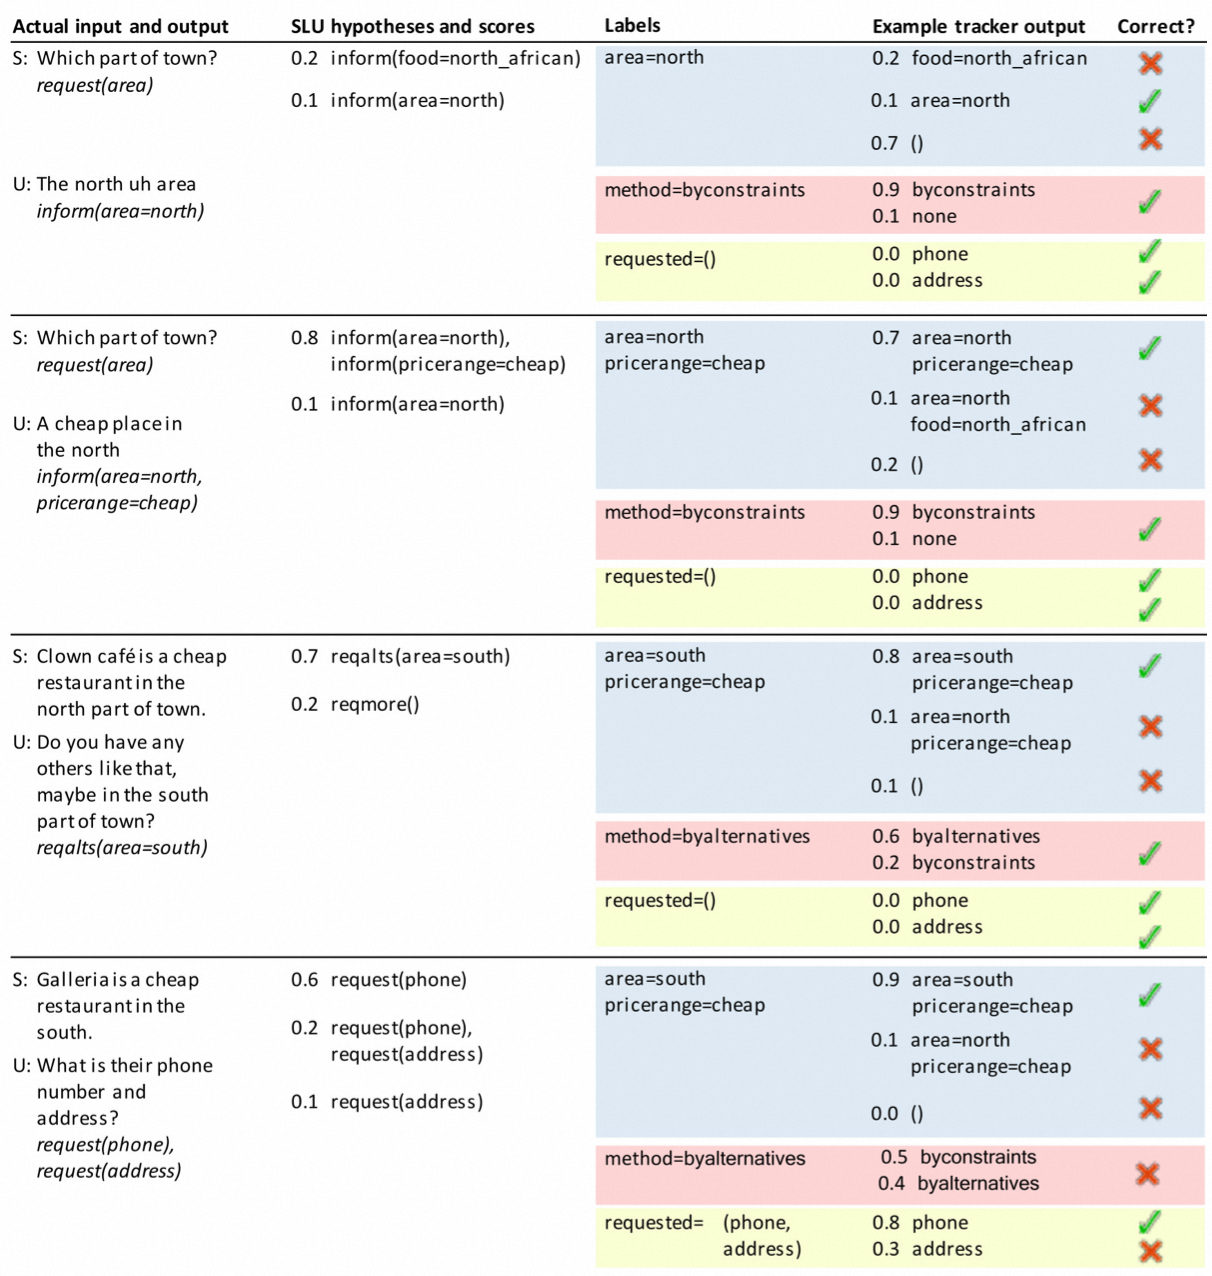 Actual input and output SLU hypotheses and scores Labels Example tracker output Correct?
S: Which part of town? 0.2 inform(food=north_african) area=north 0.2 food=north_african
request(area)
0.1 inform(area=north) 0.1 area=north
0.7 ()
U: The north uh area method=byconstraints 0.9 byconstraints
inform(area=north) 0.1 none
requested=() 0.0 phone
0.0 address
S: Which part of town? 0.8 inform(area=north), area=north 0.7 area=north
request(area) inform(pricerange=cheap) pricerange=cheap pricerange=cheap
0.1 inform(area=north) 0.1 area=north
U: A cheap place in food=north_african
the north
inform(area=north, 0.2 ()
pricerange=cheap)
method=byconstraints 0.9 byconstraints
0.1 none
requested=() 0.0 phone
0.0 address
S: Clown café is a cheap 0.7 reqalts(area=south) area=south 0.8 area=south
restaurant in the pricerange=cheap pricerange=cheap
north part of town. 0.2 reqmore() 0.1 area=north
U: Do you have any pricerange=cheap
others like that,
maybe in the south 0.1 ()
part of town?
reqalts(area=south) method=byalternatives 0.6 byalternatives
0.2 byconstraints
requested=() 0.0 phone
0.0 address
S: Galleria is a cheap 0.6 request(phone) area=south 0.9 area=south
restaurant in the pricerange=cheap pricerange=cheap
south. 0.2 request(phone), 0.1 area=north
request(address) pricerange=cheap
U: What is their phone
number and 0.1 request(address) 0.0 ()
address?
request(phone), method=byalternatives 0.5 byconstraints
request(address) 0.4 byalternatives
requested= (phone, 0.8 phone
address) 0.3 address